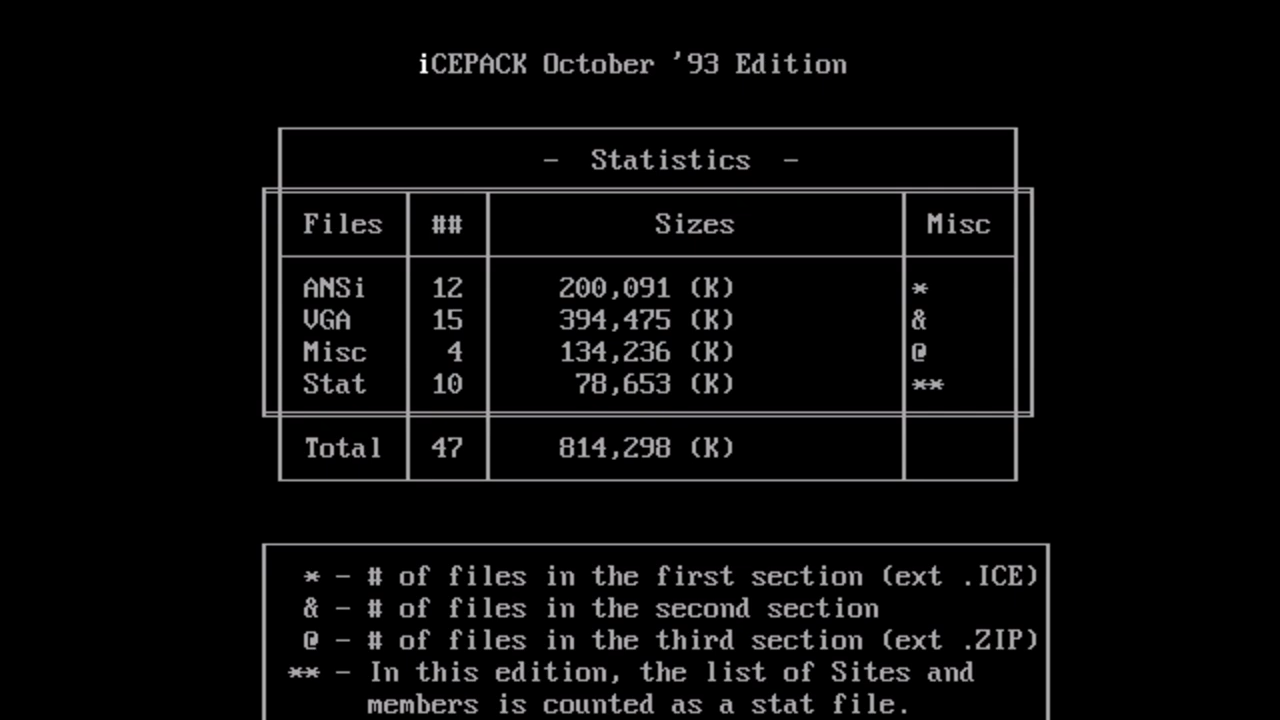 iCEPACK October '93 Edition
- Statistics -
Files ## Sizes Misc
ANSi 12 200,091 (K) *
VGA 15 394,475 (K) &
Misc 4 134,236 (K) @
Stat 10 78,653 (K) **
Total 47 814,298 (K)
* - # of files in the first section (ext .ICE)
& - # of files in the second section
@ - # of files in the third section (ext .ZIP)
** - In this edition, the list of Sites and
members is counted as a stat file.